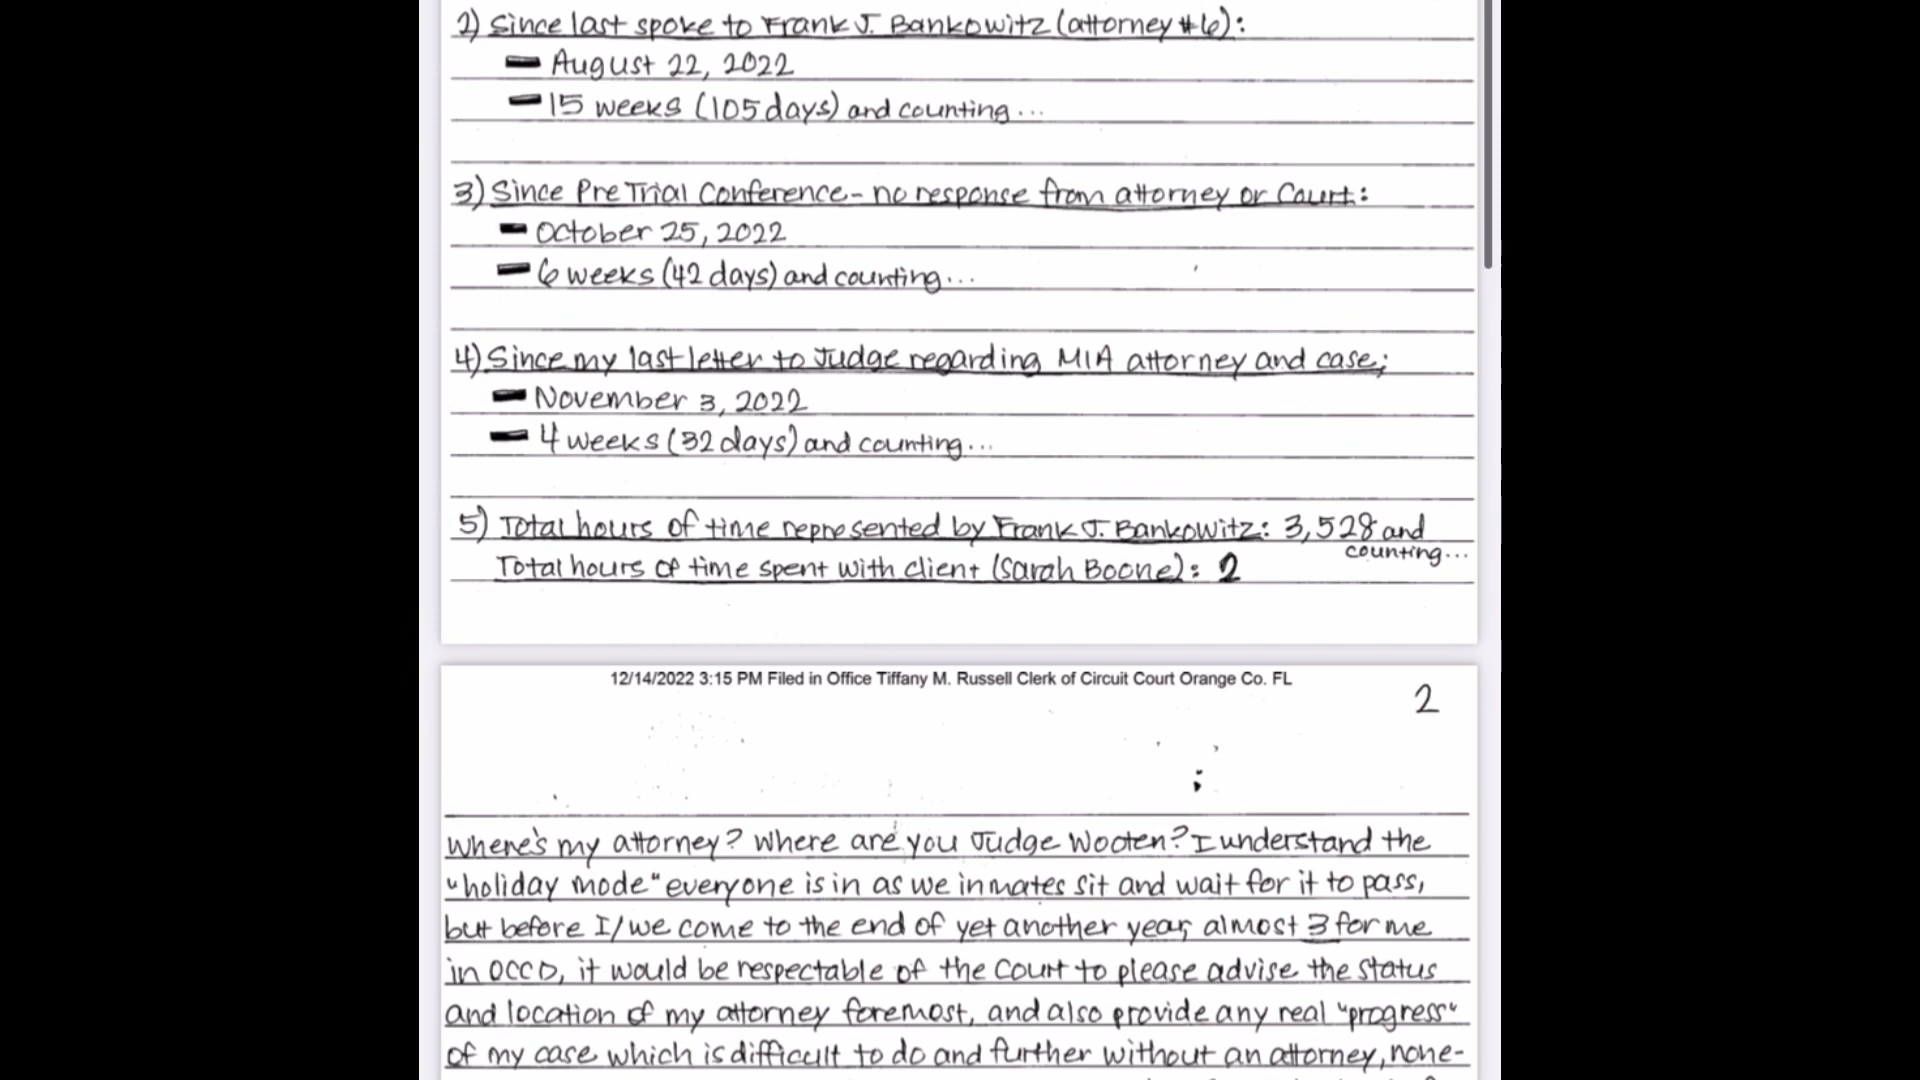 2) Since last spoke to Frank J. Bankowitz (attorney #6):
- August 22, 2022
- 15 weeks (105 days) and counting...
3) Since Pre Trial Conference - no response from attorney or Court:
- October 25, 2022
- 6 weeks (42 days) and counting...
4) Since my last letter to Judge regarding MIA attorney and case;
- November 3, 2022
- 4 weeks (32 days) and counting...
5) Total hours of time represented by Frank J. Bankowitz: 3,528 and
counting...
Total hours of time spent with client (Sarah Boone): 2
12/14/2022 3:15 PM Filed in Office Tiffany M. Russell Clerk of Circuit Court Orange Co. FL
2
Where's my attorney? Where are you Judge Wooten? I understand the
"holiday mode" everyone is in as we inmates sit and wait for it to pass,
but before I/we come to the end of yet another year, almost 3 for me
in OCCD, it would be respectable of the Court to please advise the status
and location of my attorney foremost, and also provide any real "progress"
of my case which is difficult to do and further without an attorney, none-